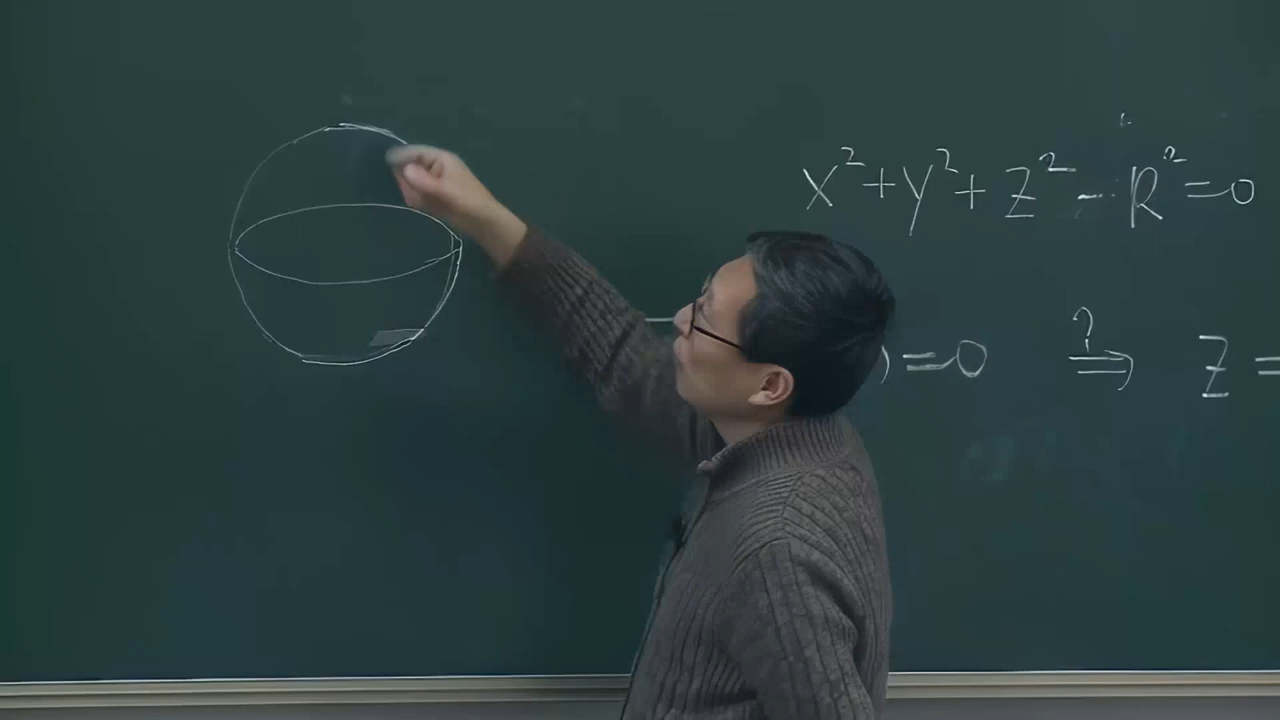 x²+y²+z²-R²=0
)=0 ?⇒ z=